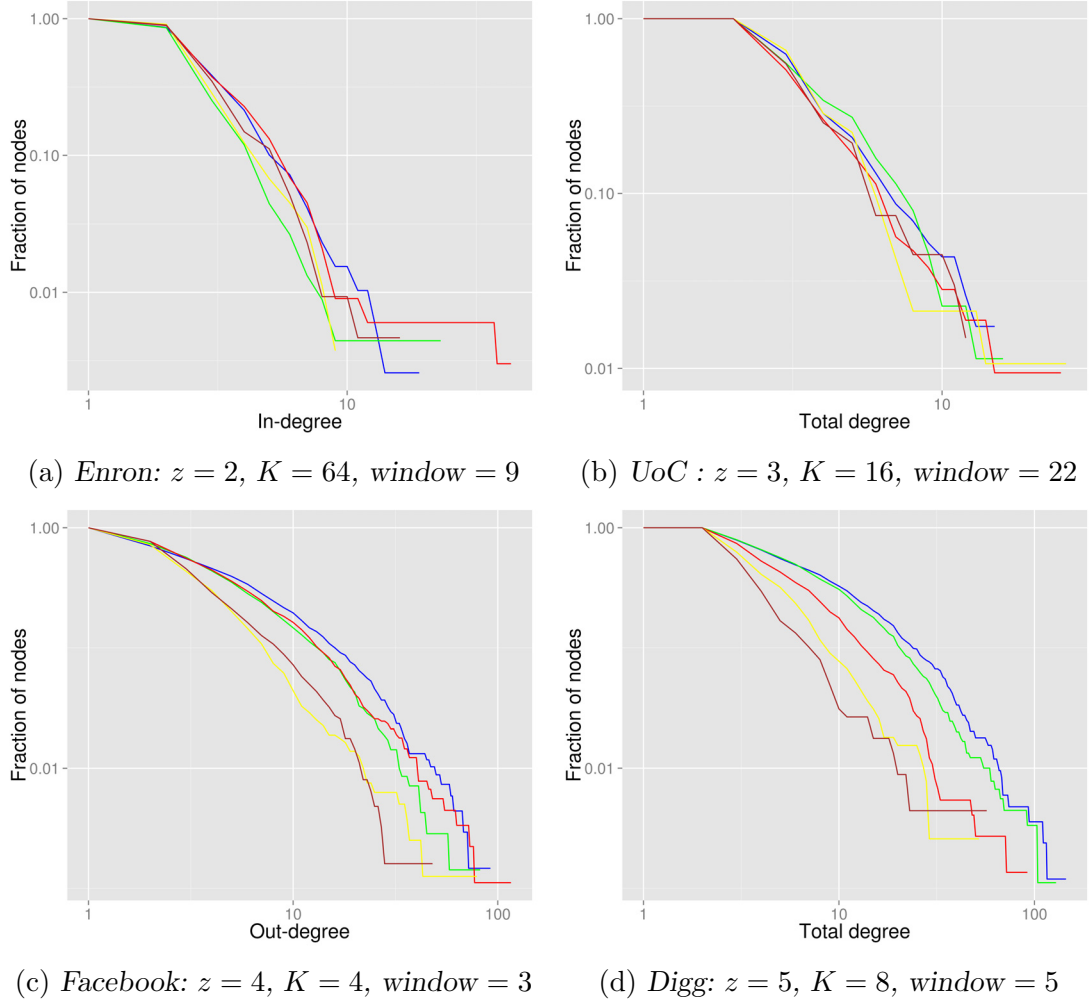 1.00
0.10
0.01
Fraction of nodes
1
10
In-degree
(a) Enron: z = 2, K = 64, window = 9
1.00
0.10
0.01
Fraction of nodes
1
10
Total degree
(b) UoC : z = 3, K = 16, window = 22
1.00
0.01
Fraction of nodes
1
10
100
Out-degree
(c) Facebook: z = 4, K = 4, window = 3
1.00
0.01
Fraction of nodes
1
10
100
Total degree
(d) Digg: z = 5, K = 8, window = 5